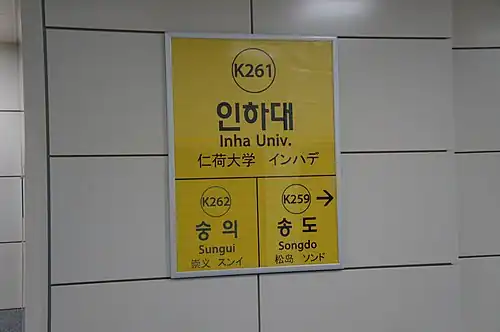 K261
인하대
Inha Univ.
仁荷大学 インハデ
K262
숭 의
Sungui
崇义 スンイ
K259 →
송 도
Songdo
松岛 ソンド